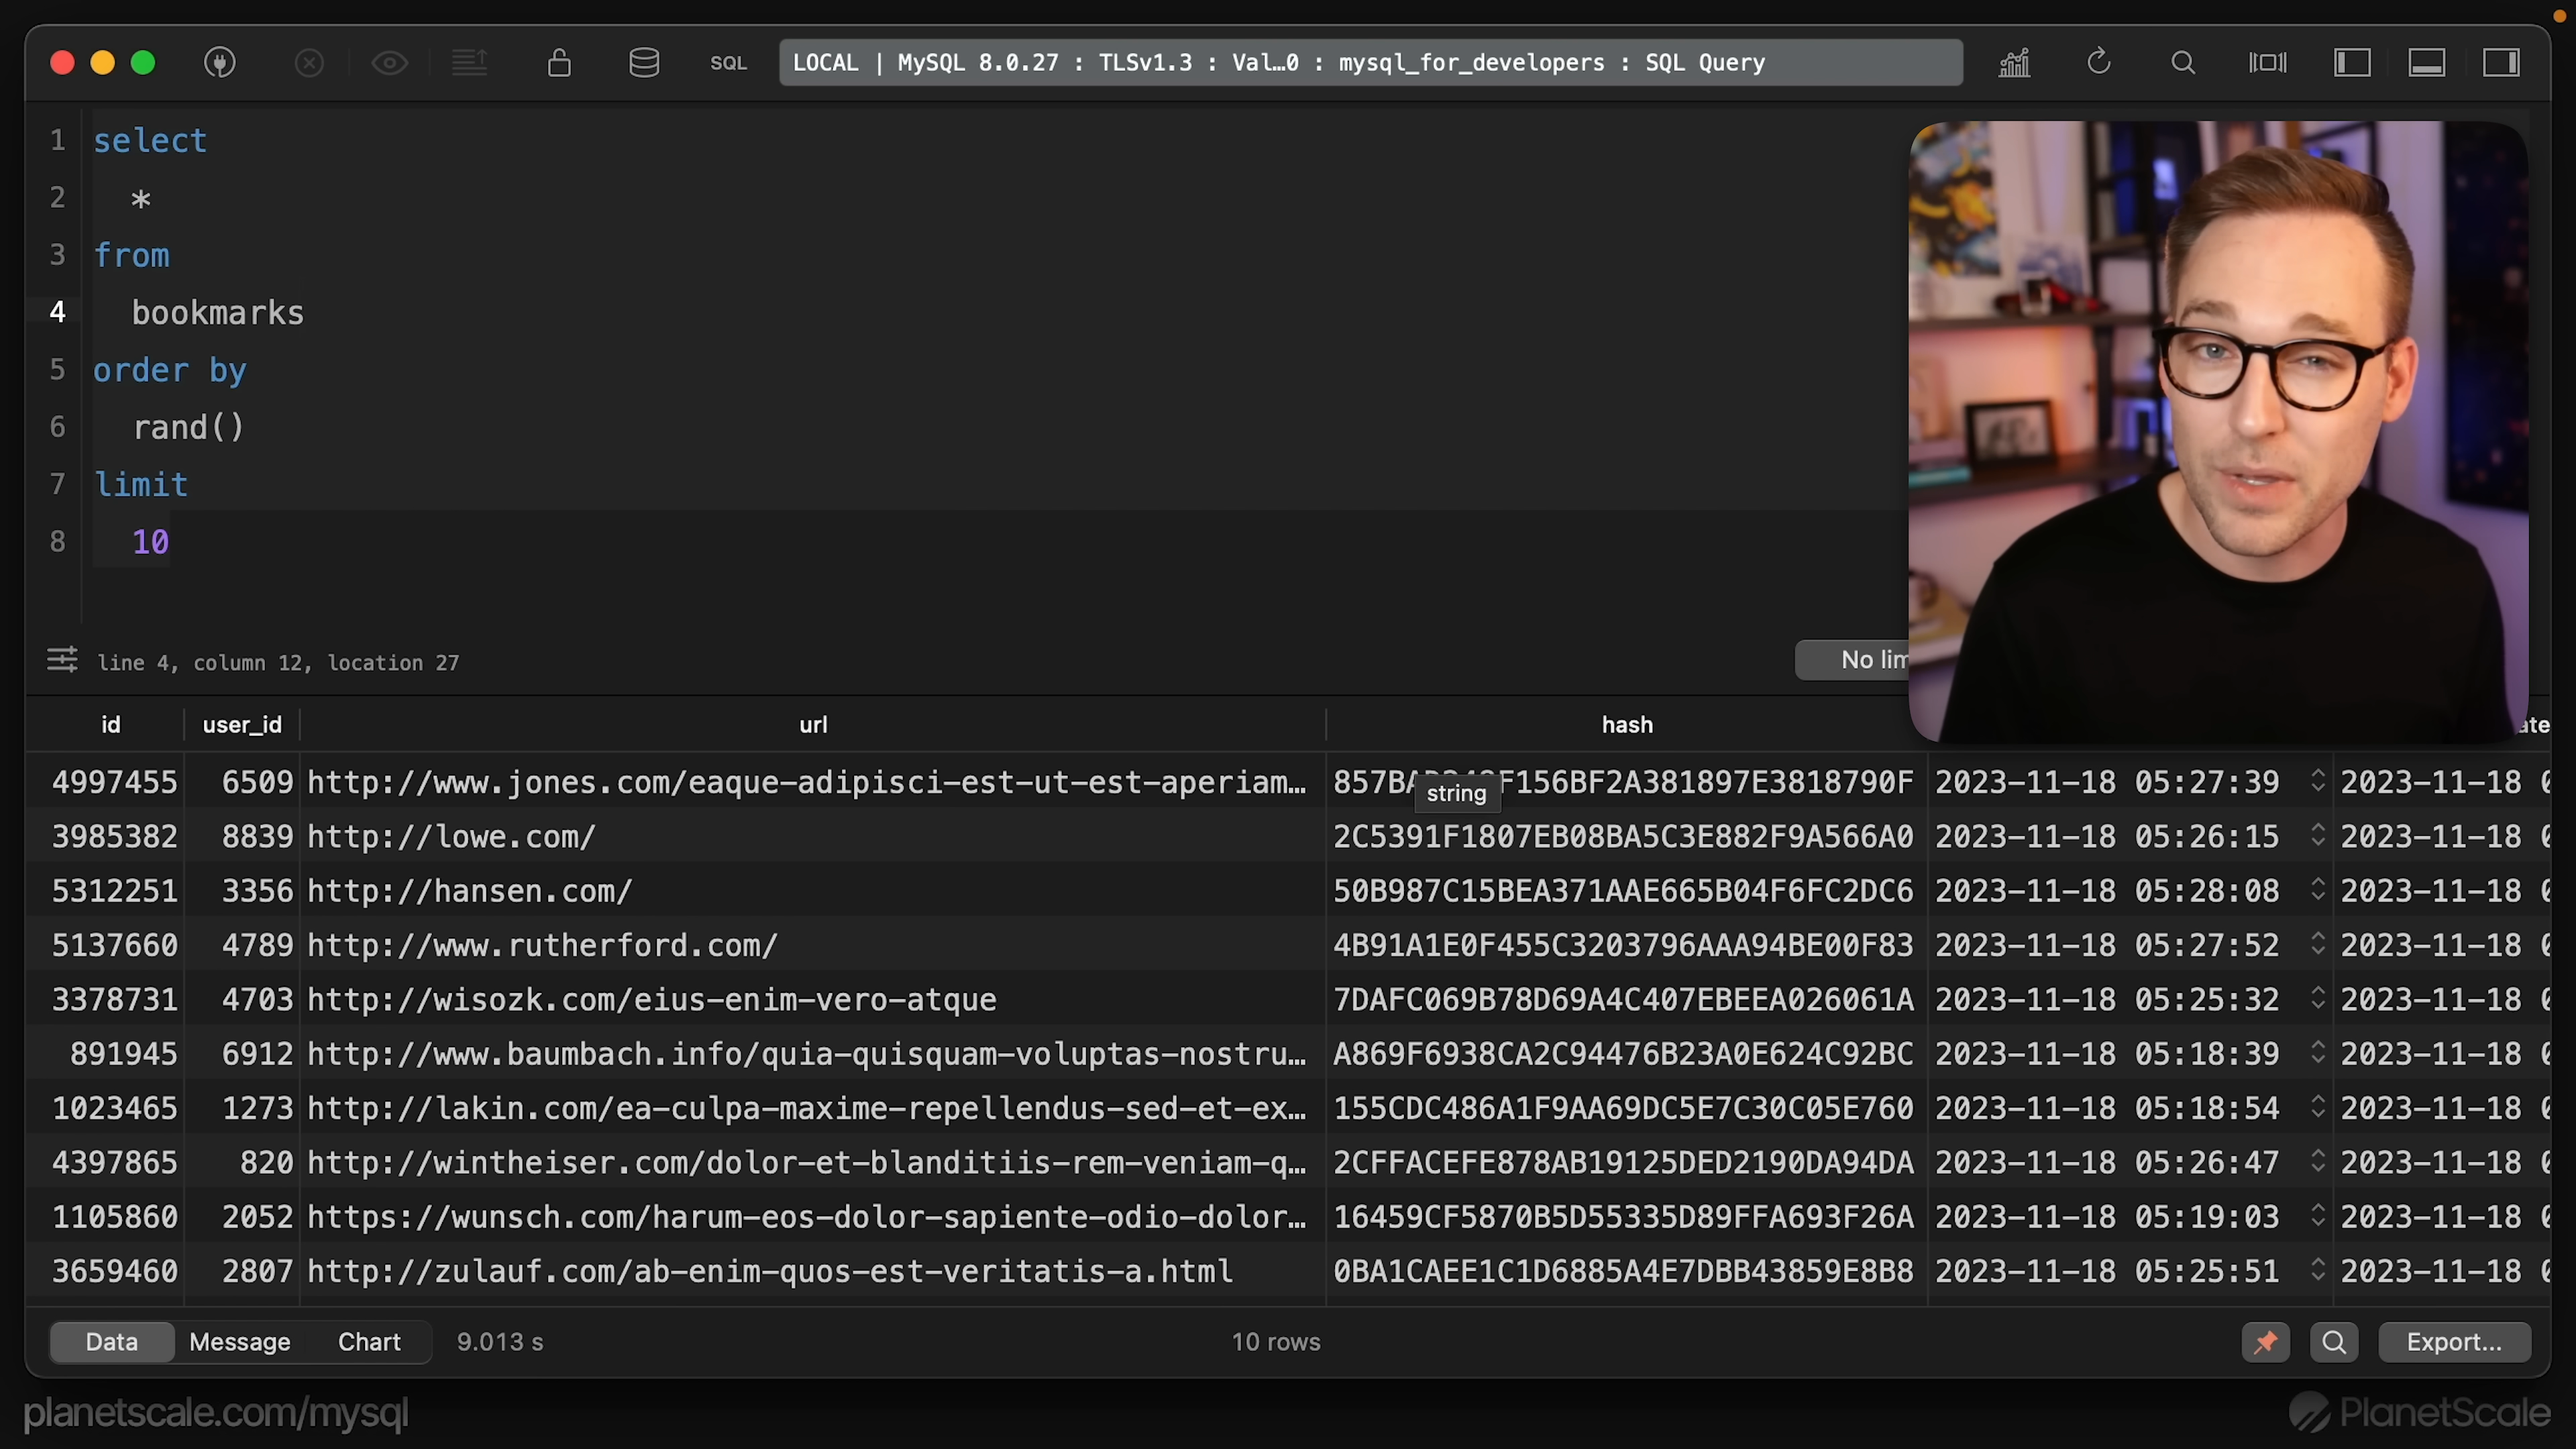 SQL
LOCAL | MySQL 8.0.27 : TLSv1.3 : Val…0 : mysql_for_developers : SQL Query
1 select
2 *
3 from
4 bookmarks
5 order by
6 rand()
7 limit
8 10
line 4, column 12, location 27
No lim
id user_id url hash ate
4997455 6509 http://www.jones.com/eaque-adipisci-est-ut-est-aperiam… 2023-11-18 05:27:39 2023-11-18
string
3985382 8839 http://lowe.com/ 2C5391F1807EB08BA5C3E882F9A566A0 2023-11-18 05:26:15 2023-11-18 0
5312251 3356 http://hansen.com/ 50B987C15BEA371AAE665B04F6FC2DC6 2023-11-18 05:28:08 2023-11-18 0
5137660 4789 http://www.rutherford.com/ 4B91A1E0F455C3203796AAA94BE00F83 2023-11-18 05:27:52 2023-11-18 0
3378731 4703 http://wisozk.com/eius-enim-vero-atque 7DAFC069B78D69A4C407EBEEA026061A 2023-11-18 05:25:32 2023-11-18 0
891945 6912 http://www.baumbach.info/quia-quisquam-voluptas-nostru… A869F6938CA2C94476B23A0E624C92BC 2023-11-18 05:18:39 2023-11-18 0
1023465 1273 http://lakin.com/ea-culpa-maxime-repellendus-sed-et-ex… 155CDC486A1F9AA69DC5E7C30C05E760 2023-11-18 05:18:54 2023-11-18 0
4397865 820 http://wintheiser.com/dolor-et-blanditiis-rem-veniam-q… 2CFFACEFE878AB19125DED2190DA94DA 2023-11-18 05:26:47 2023-11-18 0
1105860 2052 https://wunsch.com/harum-eos-dolor-sapiente-odio-dolor… 16459CF5870B5D55335D89FFA693F26A 2023-11-18 05:19:03 2023-11-18 0
3659460 2807 http://zulauf.com/ab-enim-quos-est-veritatis-a.html 0BA1CAEE1C1D6885A4E7DBB43859E8B8 2023-11-18 05:25:51 2023-11-18 0
Data Message Chart 9.013 s 10 rows Export...
planetscale.com/mysql PlanetScale